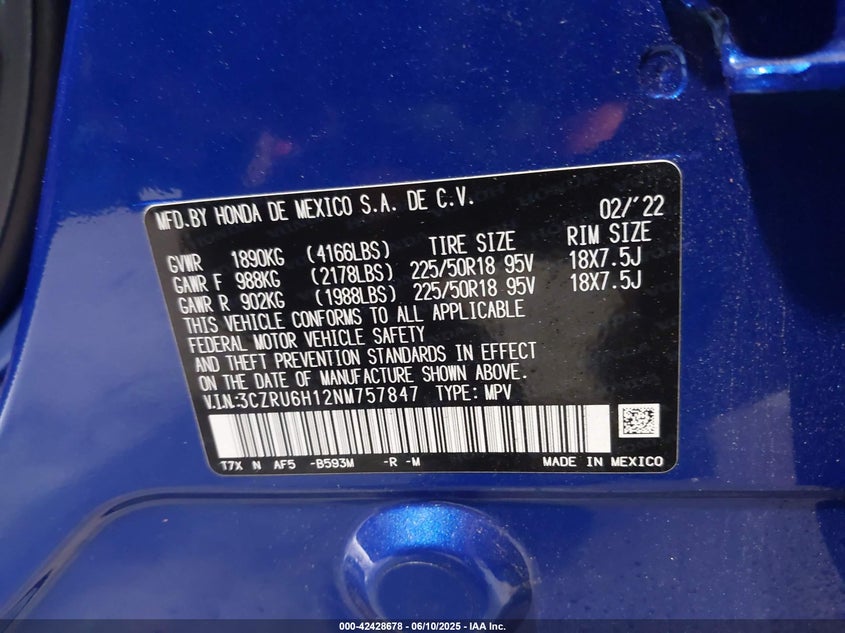 MFD.BY HONDA DE MEXICO S.A. DE C.V. 02/'22
GVWR 1890KG (4166LBS) TIRE SIZE RIM SIZE
GAWR F 988KG (2178LBS) 225/50R18 95V 18X7.5J
GAWR R 902KG (1988LBS) 225/50R18 95V 18X7.5J
THIS VEHICLE CONFORMS TO ALL APPLICABLE
FEDERAL MOTOR VEHICLE SAFETY
AND THEFT PREVENTION STANDARDS IN EFFECT
ON THE DATE OF MANUFACTURE SHOWN ABOVE.
V.I.N:3CZRU6H12NM757847 TYPE: MPV
T7X N AF5 -B593M -R -M MADE IN MEXICO
000-42428678 - 06/10/2025 - IAA Inc.